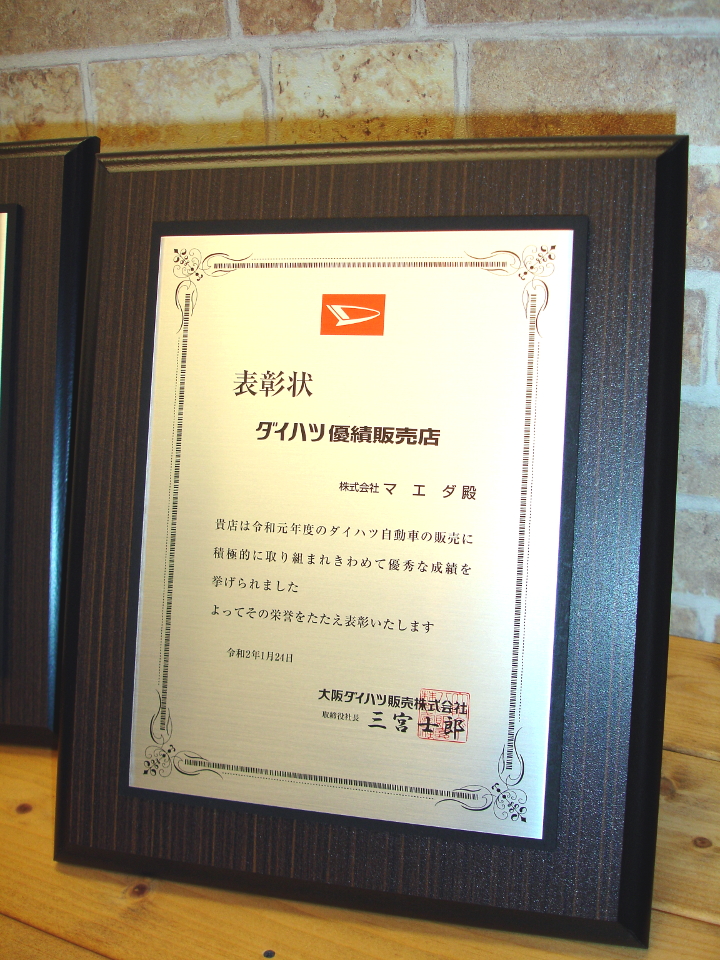 表彰状
ダイハツ優績販売店
株式会社 マ エ ダ 殿
貴店は令和元年度のダイハツ自動車の販売に
積極的に取り組まれきわめて優秀な成績を
挙げられました
よってその栄誉をたたえ表彰いたします
令和2年1月24日
大阪ダイハツ販売株式会社
取締役社長 三宮士郎